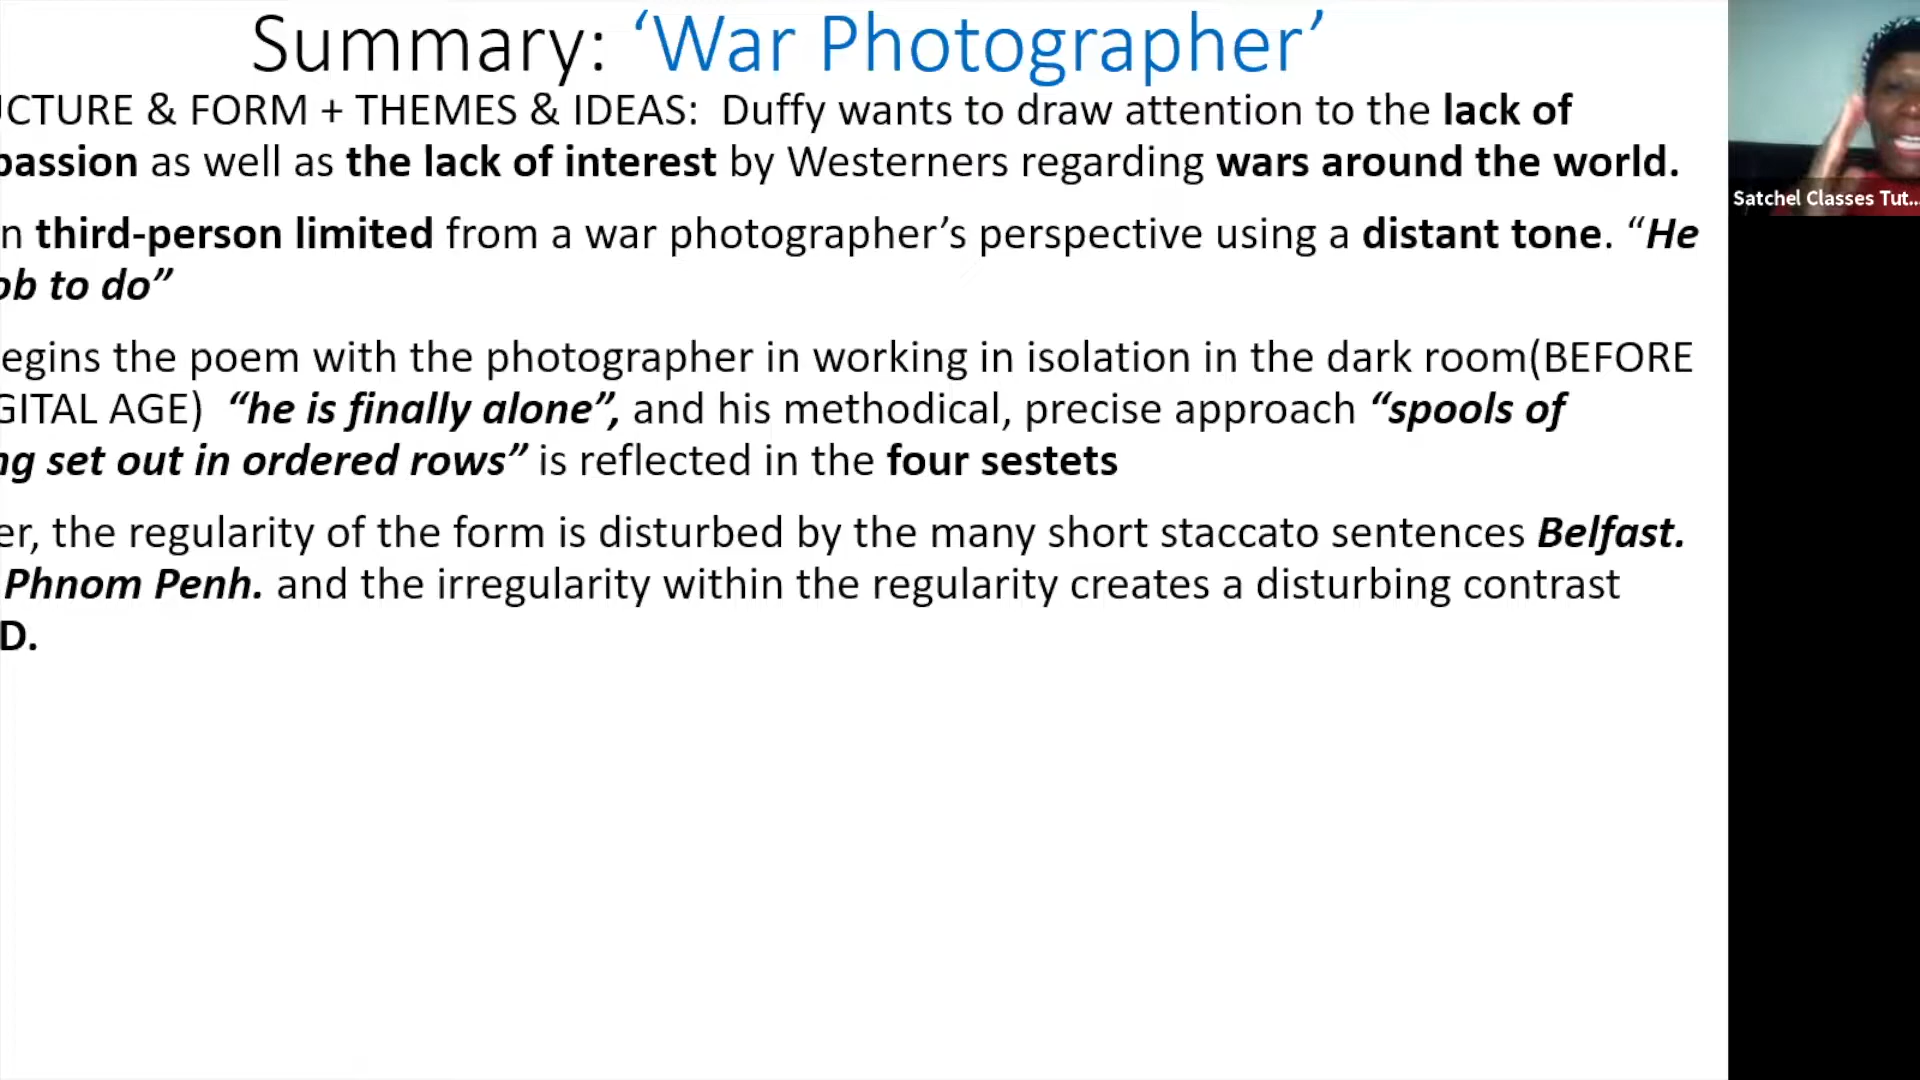 Summary: ‘War Photographer’
UCTURE & FORM + THEMES & IDEAS:  Duffy wants to draw attention to the lack of
passion as well as the lack of interest by Westerners regarding wars around the world.
n third-person limited from a war photographer’s perspective using a distant tone. “He
ob to do”
egins the poem with the photographer in working in isolation in the dark room(BEFORE
GITAL AGE)  “he is finally alone”, and his methodical, precise approach “spools of
ng set out in ordered rows” is reflected in the four sestets
er, the regularity of the form is disturbed by the many short staccato sentences Belfast.
Phnom Penh. and the irregularity within the regularity creates a disturbing contrast
D.
Satchel Classes Tut...